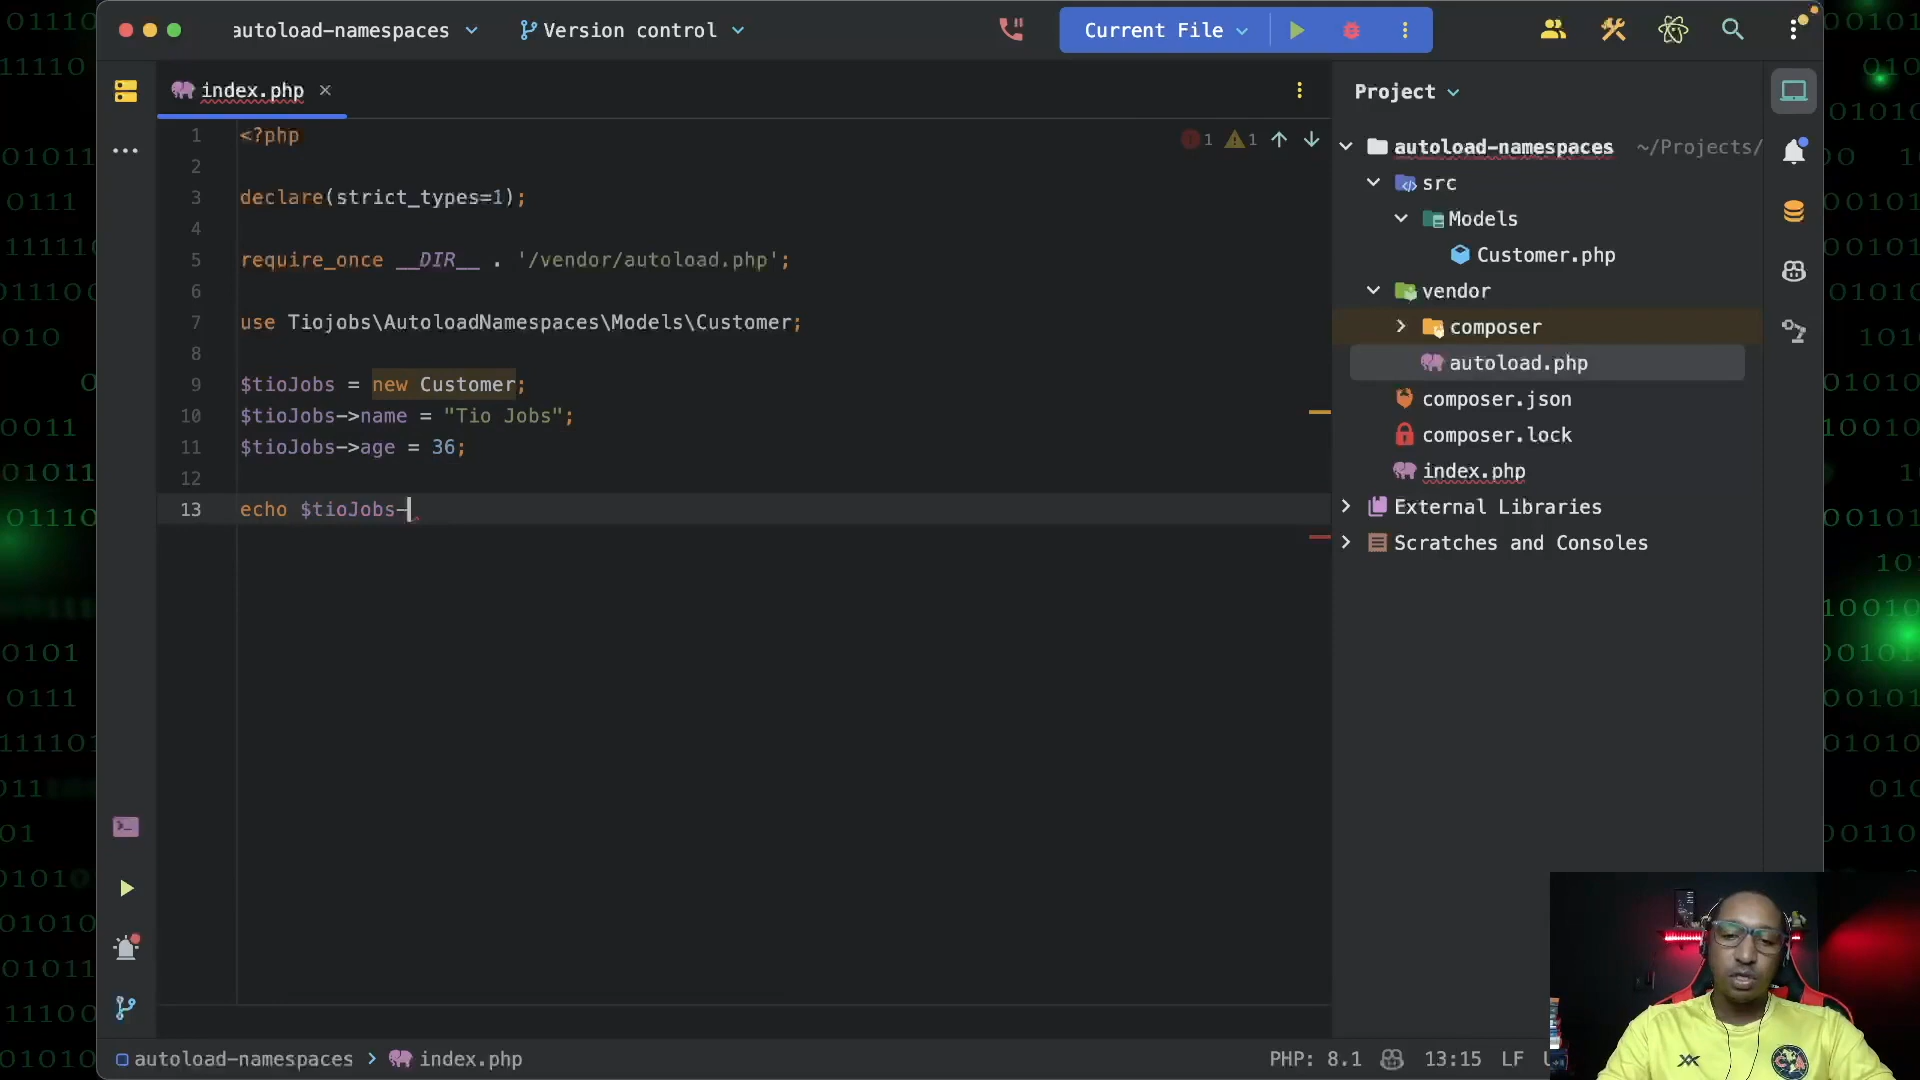 autoload-namespaces
Version control
Current File
index.php
1 <?php
2
3 declare(strict_types=1);
4
5 require_once __DIR__ . '/vendor/autoload.php';
6
7 use Tiojobs\AutoloadNamespaces\Models\Customer;
8
9 $tioJobs = new Customer;
10 $tioJobs->name = "Tio Jobs";
11 $tioJobs->age = 36;
12
13 echo $tioJobs-
1 1
Project
autoload-namespaces ~/Projects/
src
Models
Customer.php
vendor
composer
autoload.php
composer.json
composer.lock
index.php
External Libraries
Scratches and Consoles
autoload-namespaces > index.php
PHP: 8.1 13:15 LF